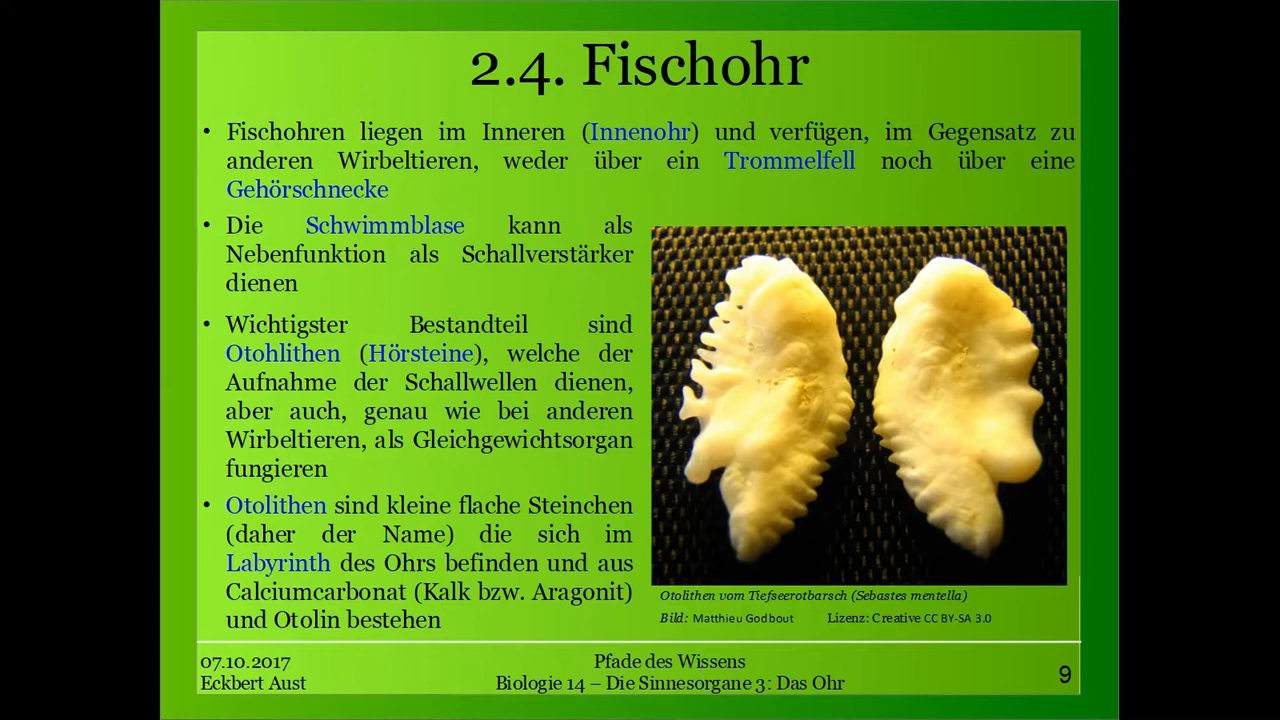 2.4. Fischohr
• Fischohren liegen im Inneren (Innenohr) und verfügen, im Gegensatz zu
anderen Wirbeltieren, weder über ein Trommelfell noch über eine
Gehörschnecke
• Die Schwimmblase kann als
Nebenfunktion als Schallverstärker
dienen
• Wichtigster Bestandteil sind
Otohlithen (Hörsteine), welche der
Aufnahme der Schallwellen dienen,
aber auch, genau wie bei anderen
Wirbeltieren, als Gleichgewichtsorgan
fungieren
• Otolithen sind kleine flache Steinchen
(daher der Name) die sich im
Labyrinth des Ohrs befinden und aus
Calciumcarbonat (Kalk bzw. Aragonit)
und Otolin bestehen
Otolithen vom Tiefseerotbarsch (Sebastes mentella)
Bild: Matthieu Godbout Lizenz: Creative CC BY-SA 3.0
07.10.2017
Eckbert Aust
Pfade des Wissens
Biologie 14 – Die Sinnesorgane 3: Das Ohr
9